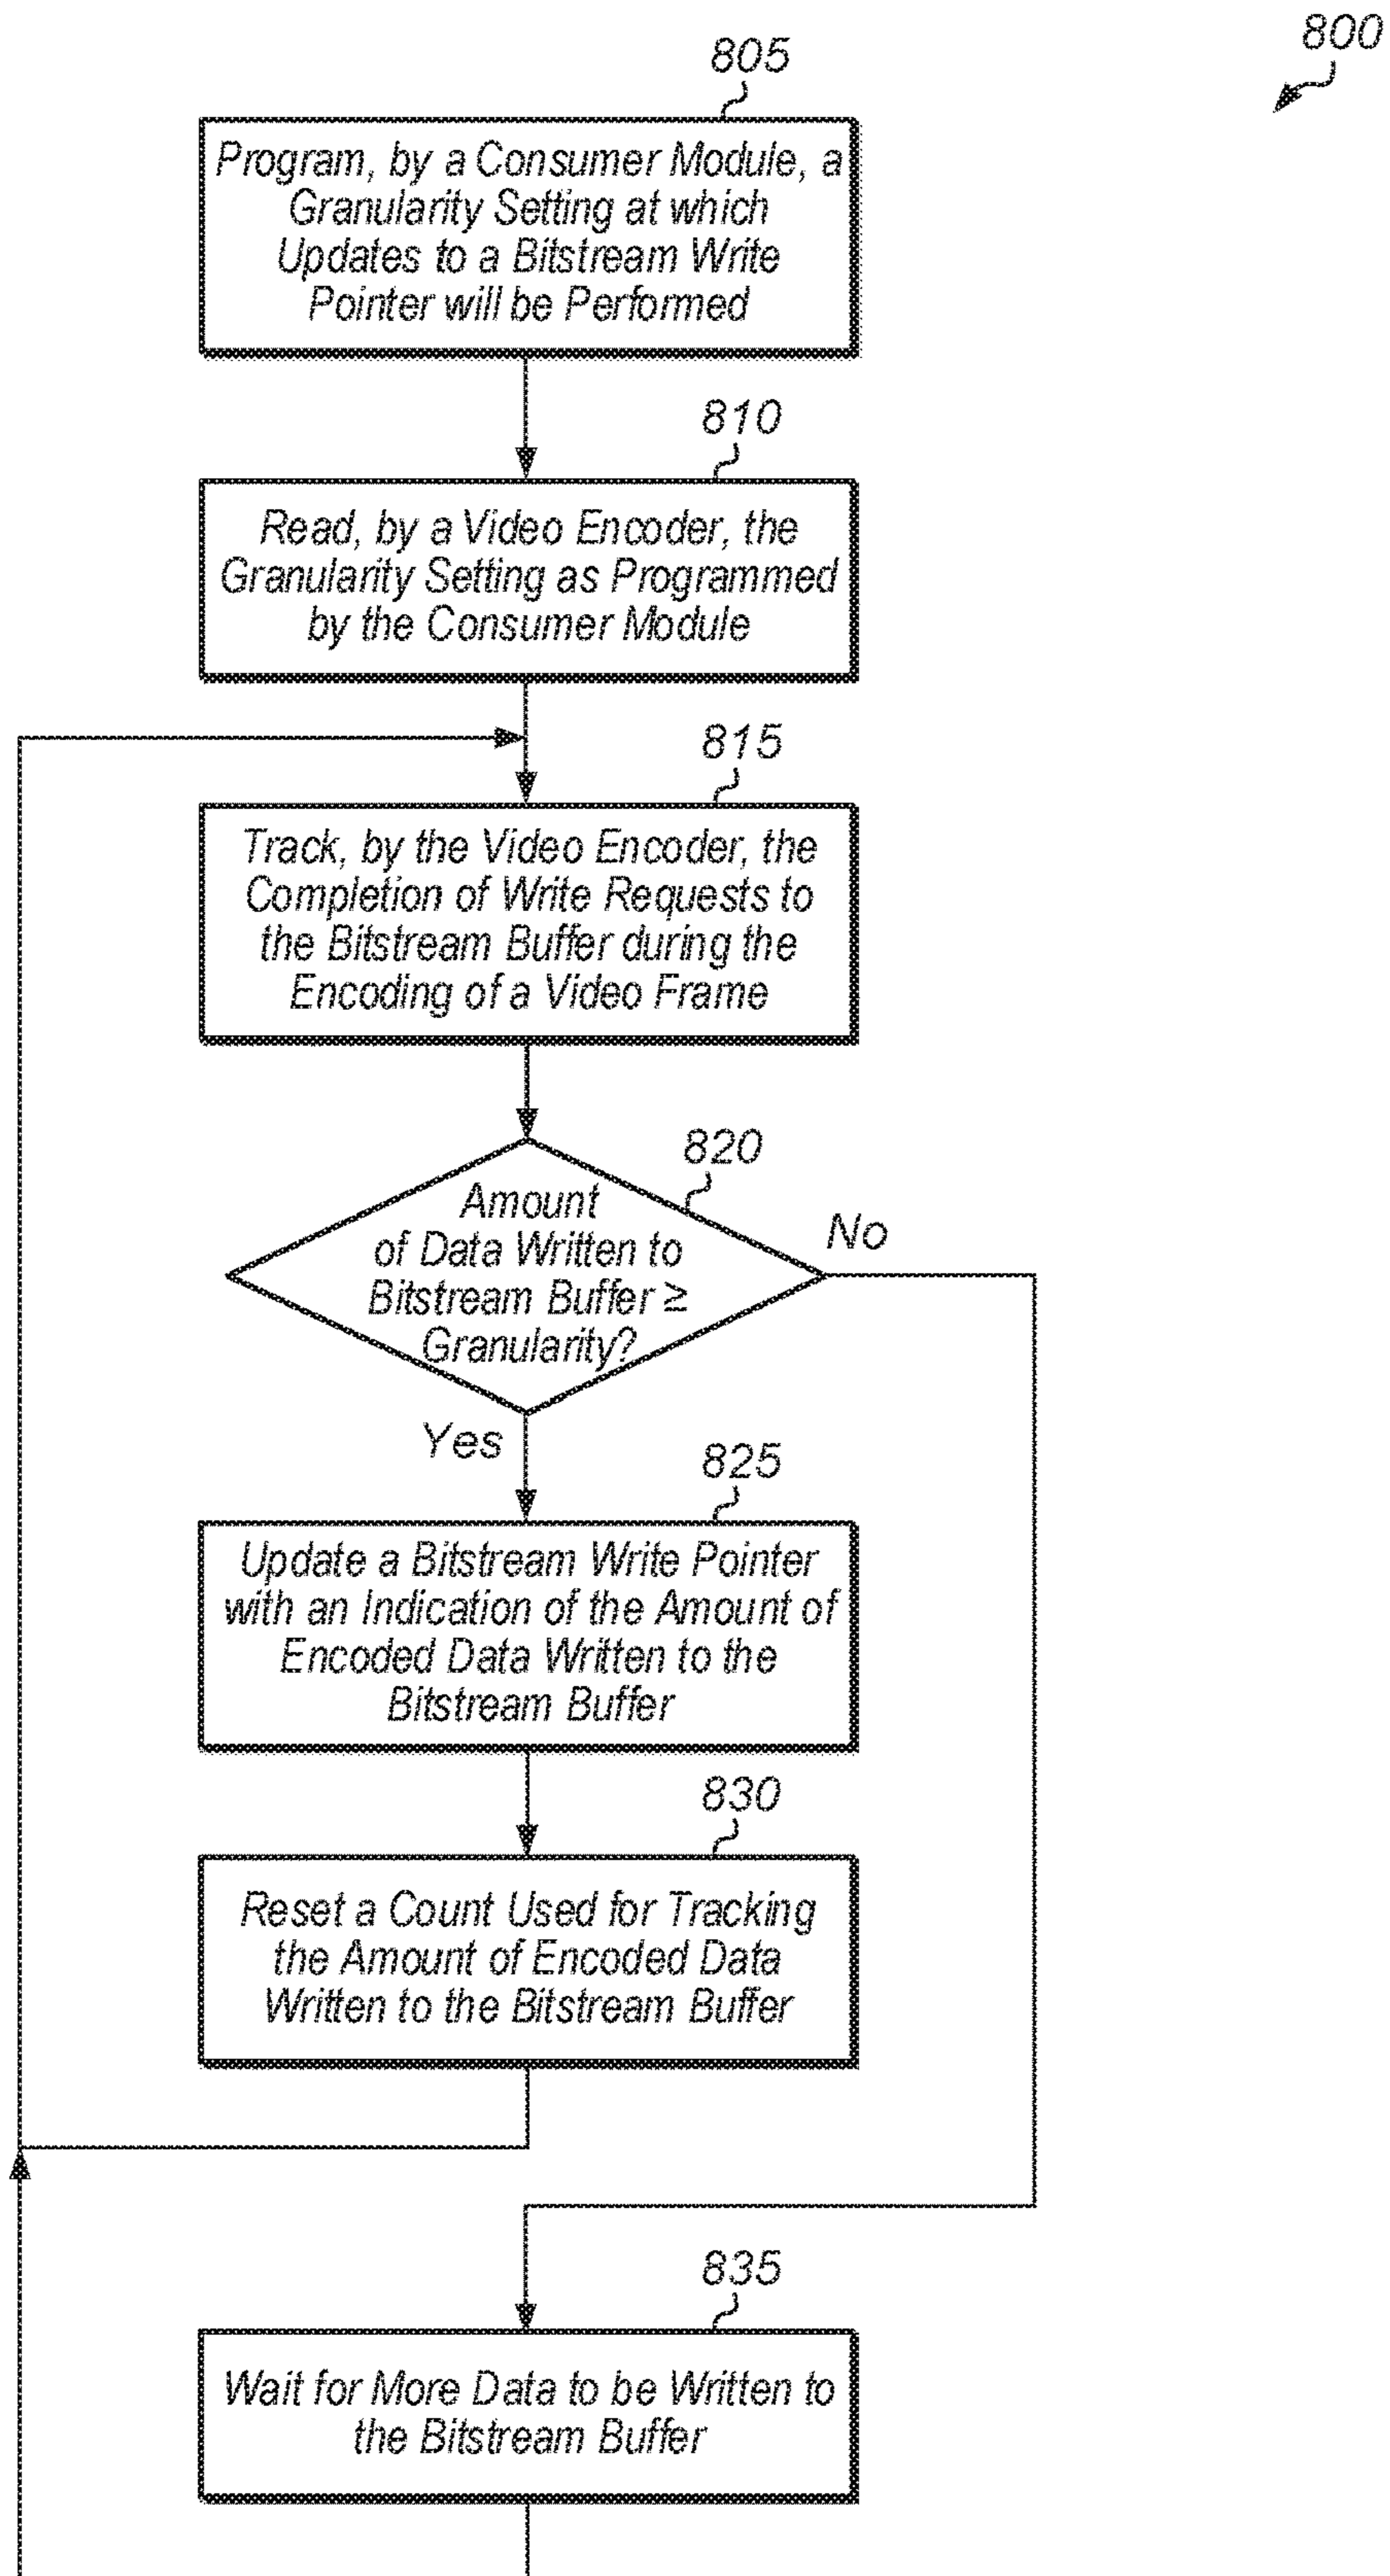 800
805
Program, by a Consumer Module, a
Granularity Setting at which
Updates to a Bitstream Write
Pointer will be Performed
810
Read, by a Video Encoder, the
Granularity Setting as Programmed
by the Consumer Module
815
Track, by the Video Encoder, the
Completion of Write Requests to
the Bitstream Buffer during the
Encoding of a Video Frame
820
Amount
of Data Written to
Bitstream Buffer ≥
Granularity?
No
Yes
825
Update a Bitstream Write Pointer
with an Indication of the Amount of
Encoded Data Written to the
Bitstream Buffer
830
Reset a Count Used for Tracking
the Amount of Encoded Data
Written to the Bitstream Buffer
835
Wait for More Data to be Written to
the Bitstream Buffer